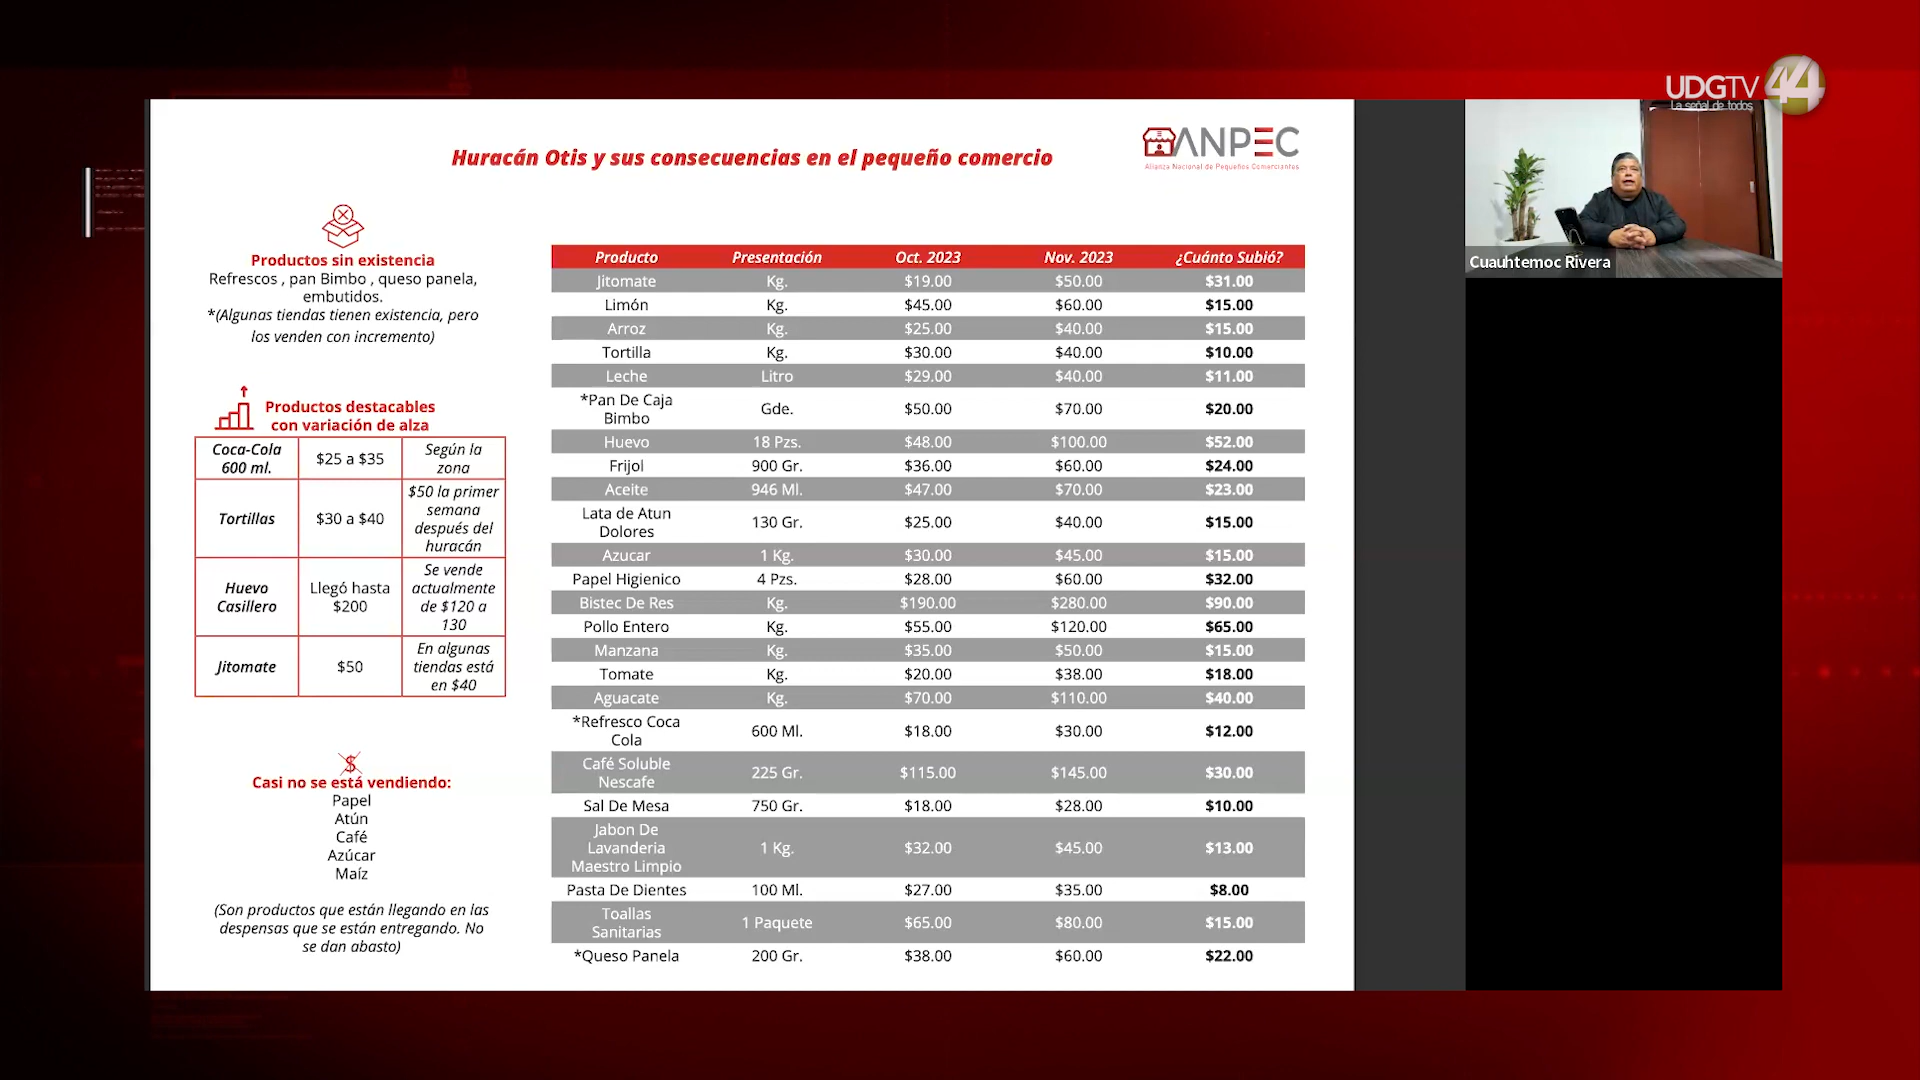 UDGTV 44
La señal de todos
Huracán Otis y sus consecuencias en el pequeño comercio
ANPEC
Alianza Nacional de Pequeños Comerciantes
Cuauhtemoc Rivera
Productos sin existencia
Refrescos , pan Bimbo , queso panela,
embutidos.
*(Algunas tiendas tienen existencia, pero
los venden con incremento)
Productos destacables
con variación de alza
Coca-Cola 600 ml. $25 a $35 Según la zona
Tortillas $30 a $40 $50 la primer semana después del huracán
Huevo Casillero Llegó hasta $200 Se vende actualmente de $120 a 130
Jitomate $50 En algunas tiendas está en $40
$
Casi no se está vendiendo:
Papel
Atún
Café
Azúcar
Maíz
(Son productos que están llegando en las
despensas que se están entregando. No
se dan abasto)
Producto Presentación Oct. 2023 Nov. 2023 ¿Cuánto Subió?
Jitomate Kg. $19.00 $50.00 $31.00
Limón Kg. $45.00 $60.00 $15.00
Arroz Kg. $25.00 $40.00 $15.00
Tortilla Kg. $30.00 $40.00 $10.00
Leche Litro $29.00 $40.00 $11.00
*Pan De Caja Bimbo Gde. $50.00 $70.00 $20.00
Huevo 18 Pzs. $48.00 $100.00 $52.00
Frijol 900 Gr. $36.00 $60.00 $24.00
Aceite 946 Ml. $47.00 $70.00 $23.00
Lata de Atun Dolores 130 Gr. $25.00 $40.00 $15.00
Azucar 1 Kg. $30.00 $45.00 $15.00
Papel Higienico 4 Pzs. $28.00 $60.00 $32.00
Bistec De Res Kg. $190.00 $280.00 $90.00
Pollo Entero Kg. $55.00 $120.00 $65.00
Manzana Kg. $35.00 $50.00 $15.00
Tomate Kg. $20.00 $38.00 $18.00
Aguacate Kg. $70.00 $110.00 $40.00
*Refresco Coca Cola 600 Ml. $18.00 $30.00 $12.00
Café Soluble Nescafe 225 Gr. $115.00 $145.00 $30.00
Sal De Mesa 750 Gr. $18.00 $28.00 $10.00
Jabon De Lavanderia Maestro Limpio 1 Kg. $32.00 $45.00 $13.00
Pasta De Dientes 100 Ml. $27.00 $35.00 $8.00
Toallas Sanitarias 1 Paquete $65.00 $80.00 $15.00
*Queso Panela 200 Gr. $38.00 $60.00 $22.00